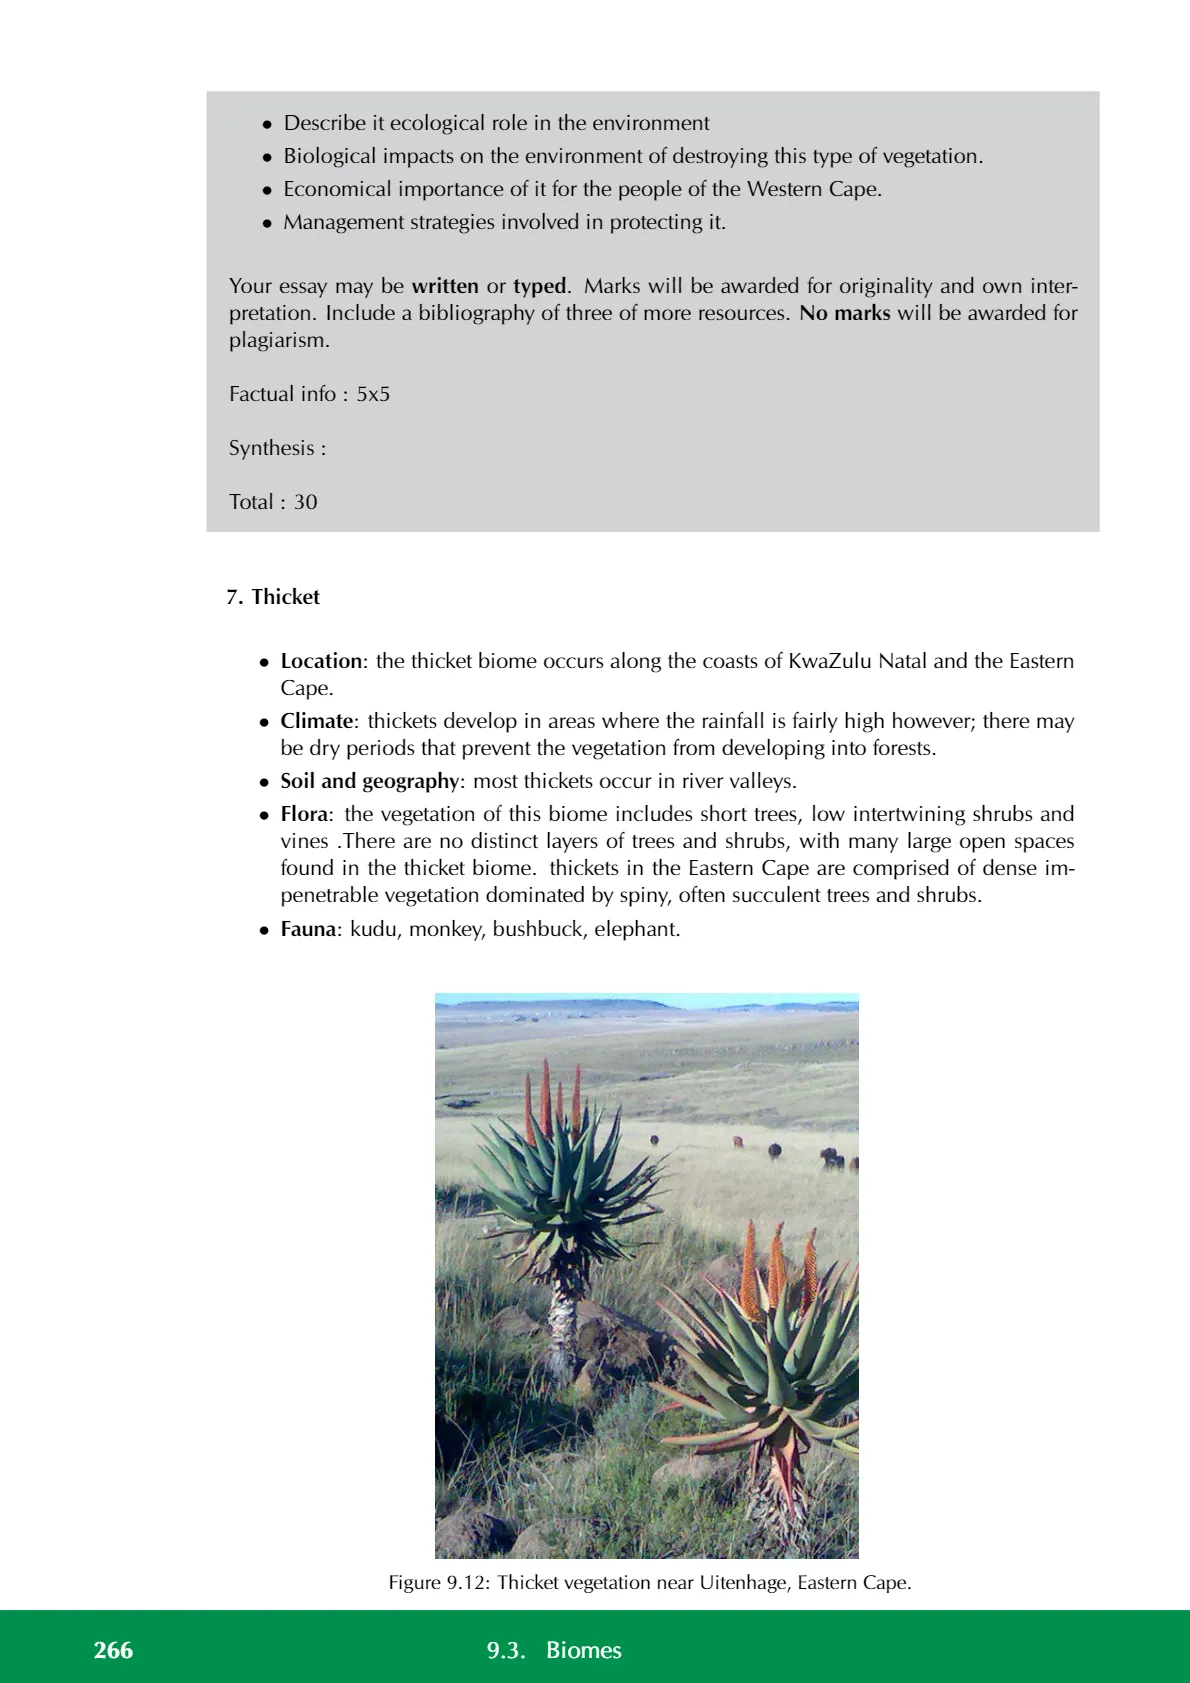 • Describe it ecological role in the environment
• Biological impacts on the environment of destroying this type of vegetation.
• Economical importance of it for the people of the Western Cape.
• Management strategies involved in protecting it.
Your essay may be written or typed. Marks will be awarded for originality and own inter-
pretation. Include a bibliography of three of more resources. No marks will be awarded for
plagiarism.
Factual info : 5x5
Synthesis :
Total : 30
7. Thicket
• Location: the thicket biome occurs along the coasts of KwaZulu Natal and the Eastern
Cape.
• Climate: thickets develop in areas where the rainfall is fairly high however; there may
be dry periods that prevent the vegetation from developing into forests.
• Soil and geography: most thickets occur in river valleys.
• Flora: the vegetation of this biome includes short trees, low intertwining shrubs and
vines .There are no distinct layers of trees and shrubs, with many large open spaces
found in the thicket biome. thickets in the Eastern Cape are comprised of dense im-
penetrable vegetation dominated by spiny, often succulent trees and shrubs.
• Fauna: kudu, monkey, bushbuck, elephant.
Figure 9.12: Thicket vegetation near Uitenhage, Eastern Cape.
266 9.3. Biomes